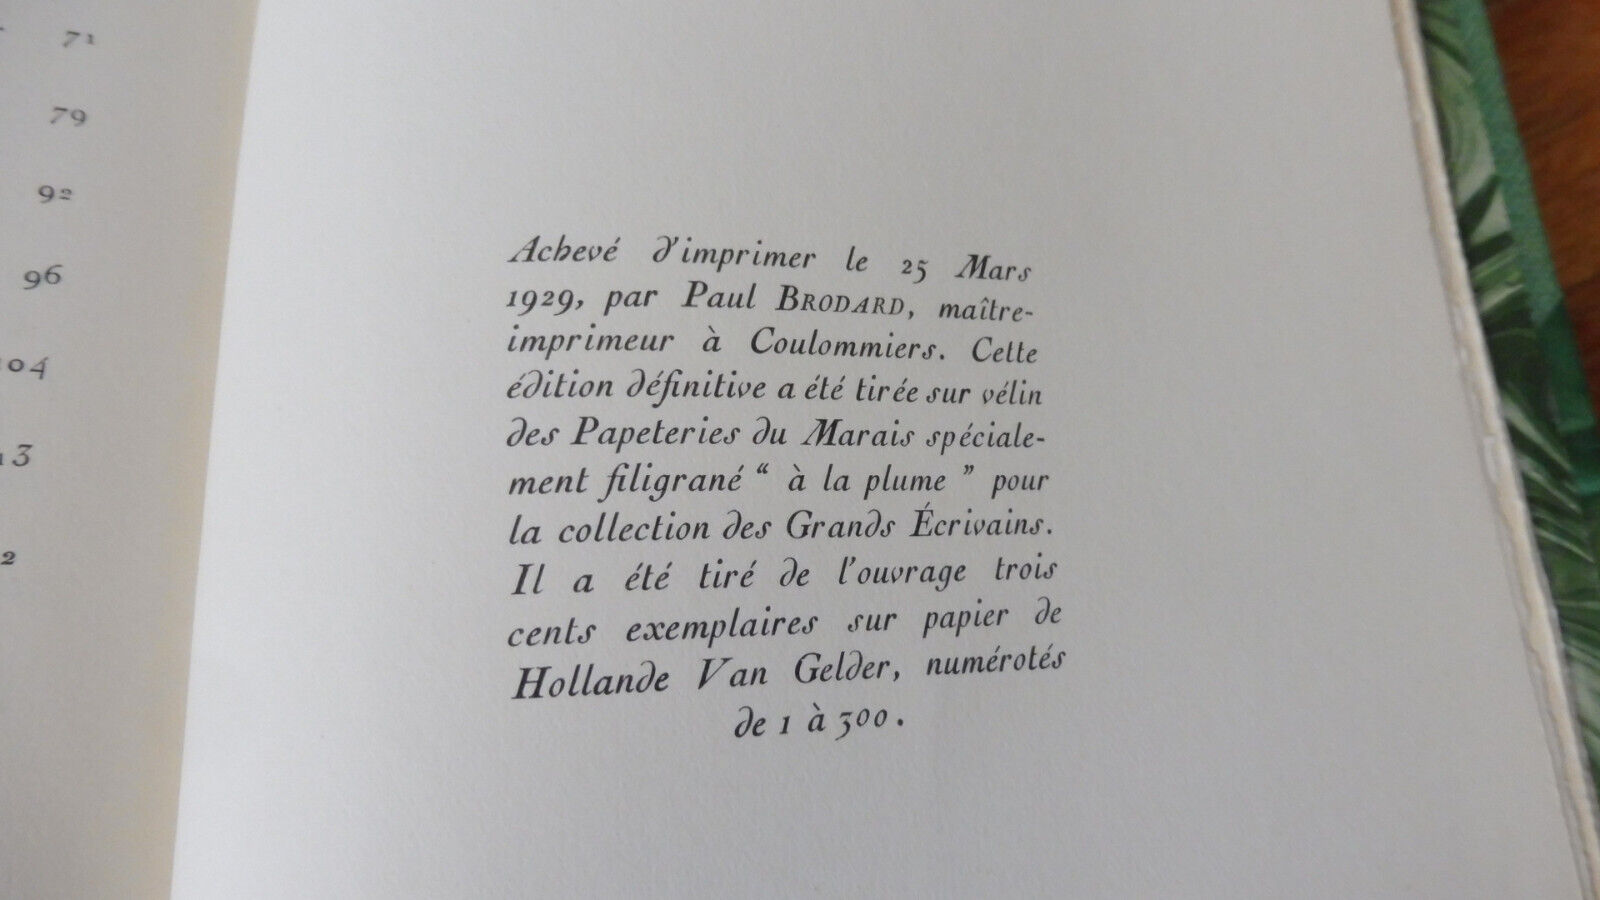 71
79
92
96
104
13
2
Achevé d'imprimer le 25 Mars
1929, par Paul BRODARD, maître-
imprimeur à Coulommiers. Cette
édition définitive a été tirée sur vélin
des Papeteries du Marais spéciale-
ment filigrané “ à la plume ” pour
la collection des Grands Écrivains.
Il a été tiré de l'ouvrage trois
cents exemplaires sur papier de
Hollande Van Gelder, numérotés
de 1 à 300.